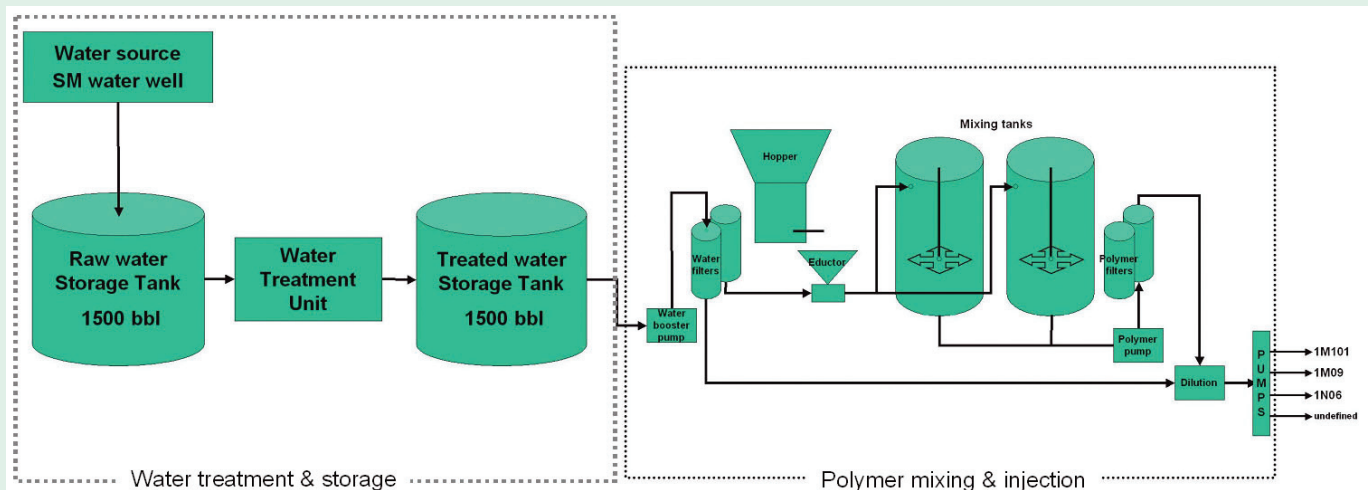 Water source
SM water well
Raw water
Storage Tank
1500 bbl
Water
Treatment
Unit
Treated water
Storage Tank
1500 bbl
Water treatment & storage
Mixing tanks
Hopper
Water
filters
Eductor
Water
booster
pump
Polymer
filters
Polymer
pump
Dilution
PUMPS
1M101
1M09
1N06
undefined
Polymer mixing & injection